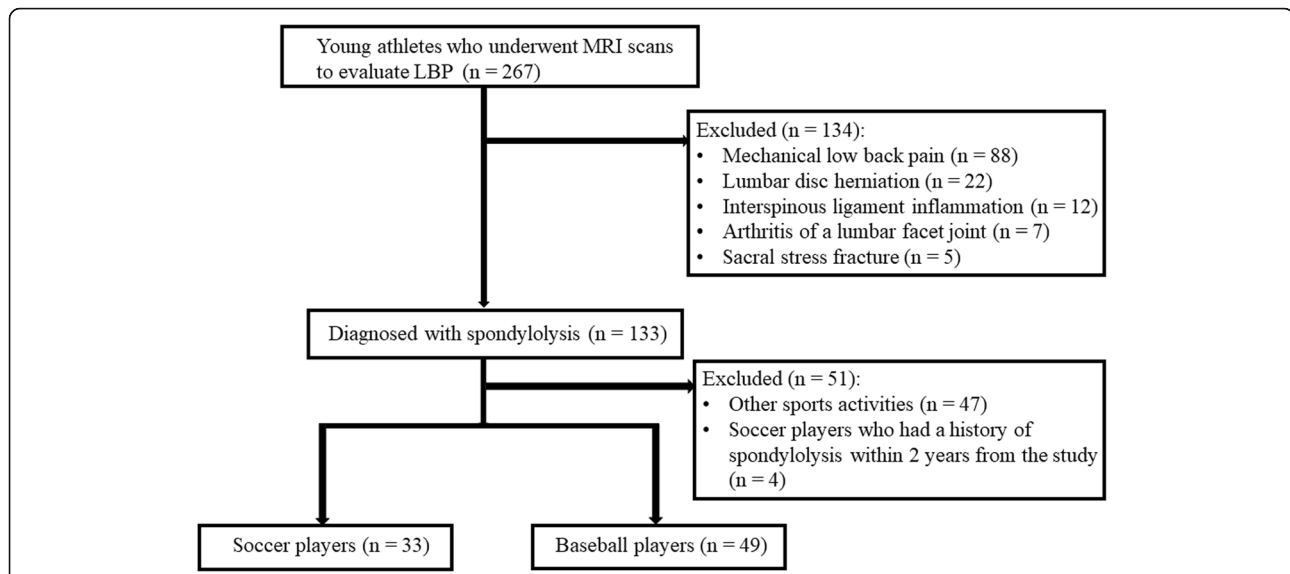 Young athletes who underwent MRI scans
to evaluate LBP (n = 267)
Excluded (n = 134):
• Mechanical low back pain (n = 88)
• Lumbar disc herniation (n = 22)
• Interspinous ligament inflammation (n = 12)
• Arthritis of a lumbar facet joint (n = 7)
• Sacral stress fracture (n = 5)
Diagnosed with spondylolysis (n = 133)
Excluded (n = 51):
• Other sports activities (n = 47)
• Soccer players who had a history of
spondylolysis within 2 years from the study
(n = 4)
Soccer players (n = 33)
Baseball players (n = 49)